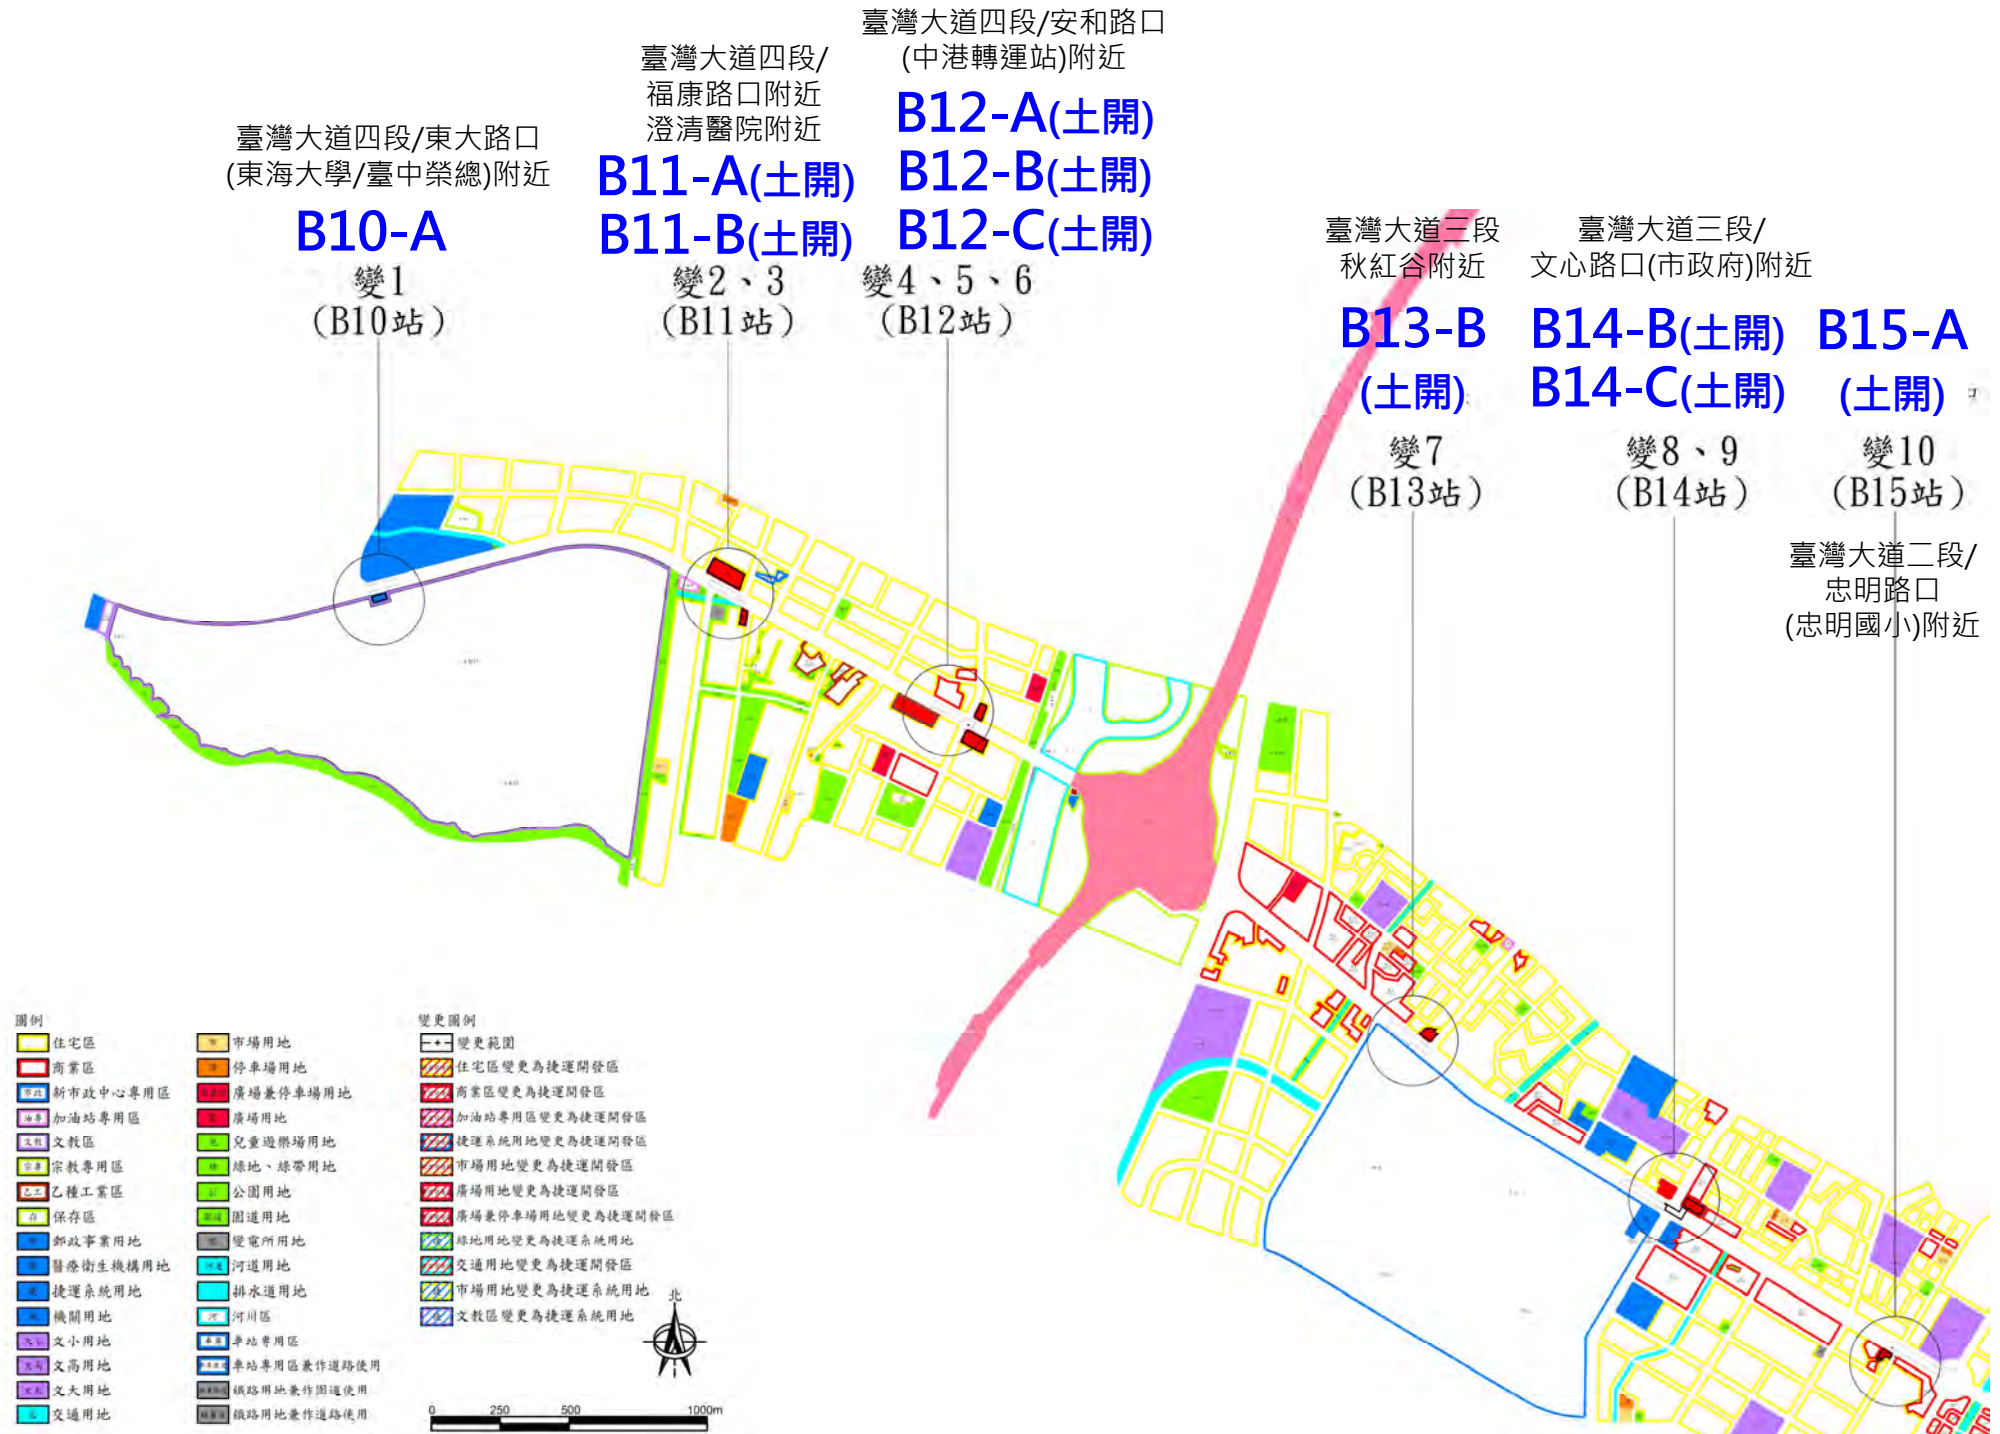 臺灣大道四段/東大路口
(東海大學/臺中榮總)附近
B10-A
變1
(B10站)
臺灣大道四段/
福康路口附近
澄清醫院附近
B11-A(土開)
B11-B(土開)
變2、3
(B11站)
臺灣大道四段/安和路口
(中港轉運站)附近
B12-A(土開)
B12-B(土開)
B12-C(土開)
變4、5、6
(B12站)
臺灣大道三段
秋紅谷附近
B13-B
(土開)
變7
(B13站)
臺灣大道三段/
文心路口(市政府)附近
B14-B(土開)
B14-C(土開)
變8、9
(B14站)
B15-A
(土開)
變10
(B15站)
臺灣大道二段/
忠明路口
(忠明國小)附近
圖例
住宅區
商業區
市政 新市政中心專用區
油專 加油站專用區
文教 文教區
宗專 宗教專用區
乙工 乙種工業區
存 保存區
郵政事業用地
醫療衛生機構用地
捷運系統用地
機關用地
文小用地
文高 文高用地
文大 文大用地
交通用地
市 市場用地
停車場用地
廣場兼停車場用地
廣場用地
兒童遊樂場用地
綠地、綠帶用地
公園用地
園道用地
變電所用地
河道用地
排水道用地
河 河川區
車站專用區
車站專用區兼作道路使用
鐵路用地兼作園道使用
鐵路用地兼作道路使用
變更圖例
變更範圍
住宅區變更為捷運開發區
商業區變更為捷運開發區
加油站專用區變更為捷運開發區
捷運系統用地變更為捷運開發區
市場用地變更為捷運開發區
廣場用地變更為捷運開發區
廣場兼停車場用地變更為捷運開發區
綠地用地變更為捷運系統用地
交通用地變更為捷運開發區
市場用地變更為捷運系統用地
文教區變更為捷運系統用地
北
0 250 500 1000m